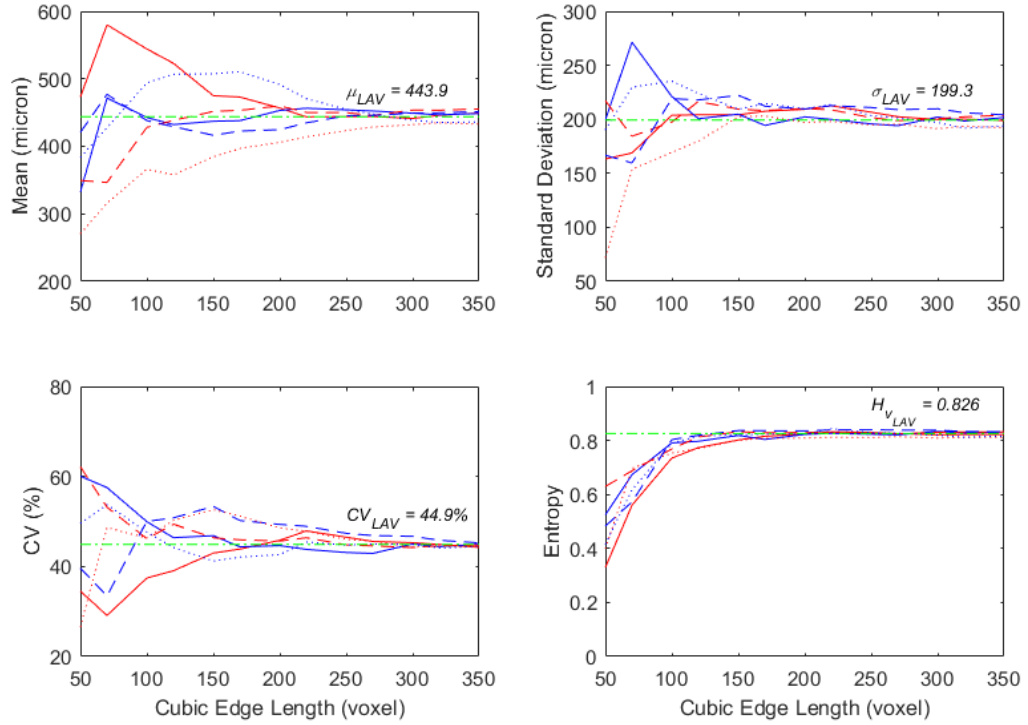 600
500
400
300
200
50 100 150 200 250 300 350
Mean (micron)
μLAV = 443.9
300
250
200
150
100
50
50 100 150 200 250 300 350
Standard Deviation (micron)
σLAV = 199.3
80
60
40
20
50 100 150 200 250 300 350
CV (%)
Cubic Edge Length (voxel)
CVLAV = 44.9%
1
0.8
0.6
0.4
0.2
0
50 100 150 200 250 300 350
Entropy
Cubic Edge Length (voxel)
HvLAV = 0.826